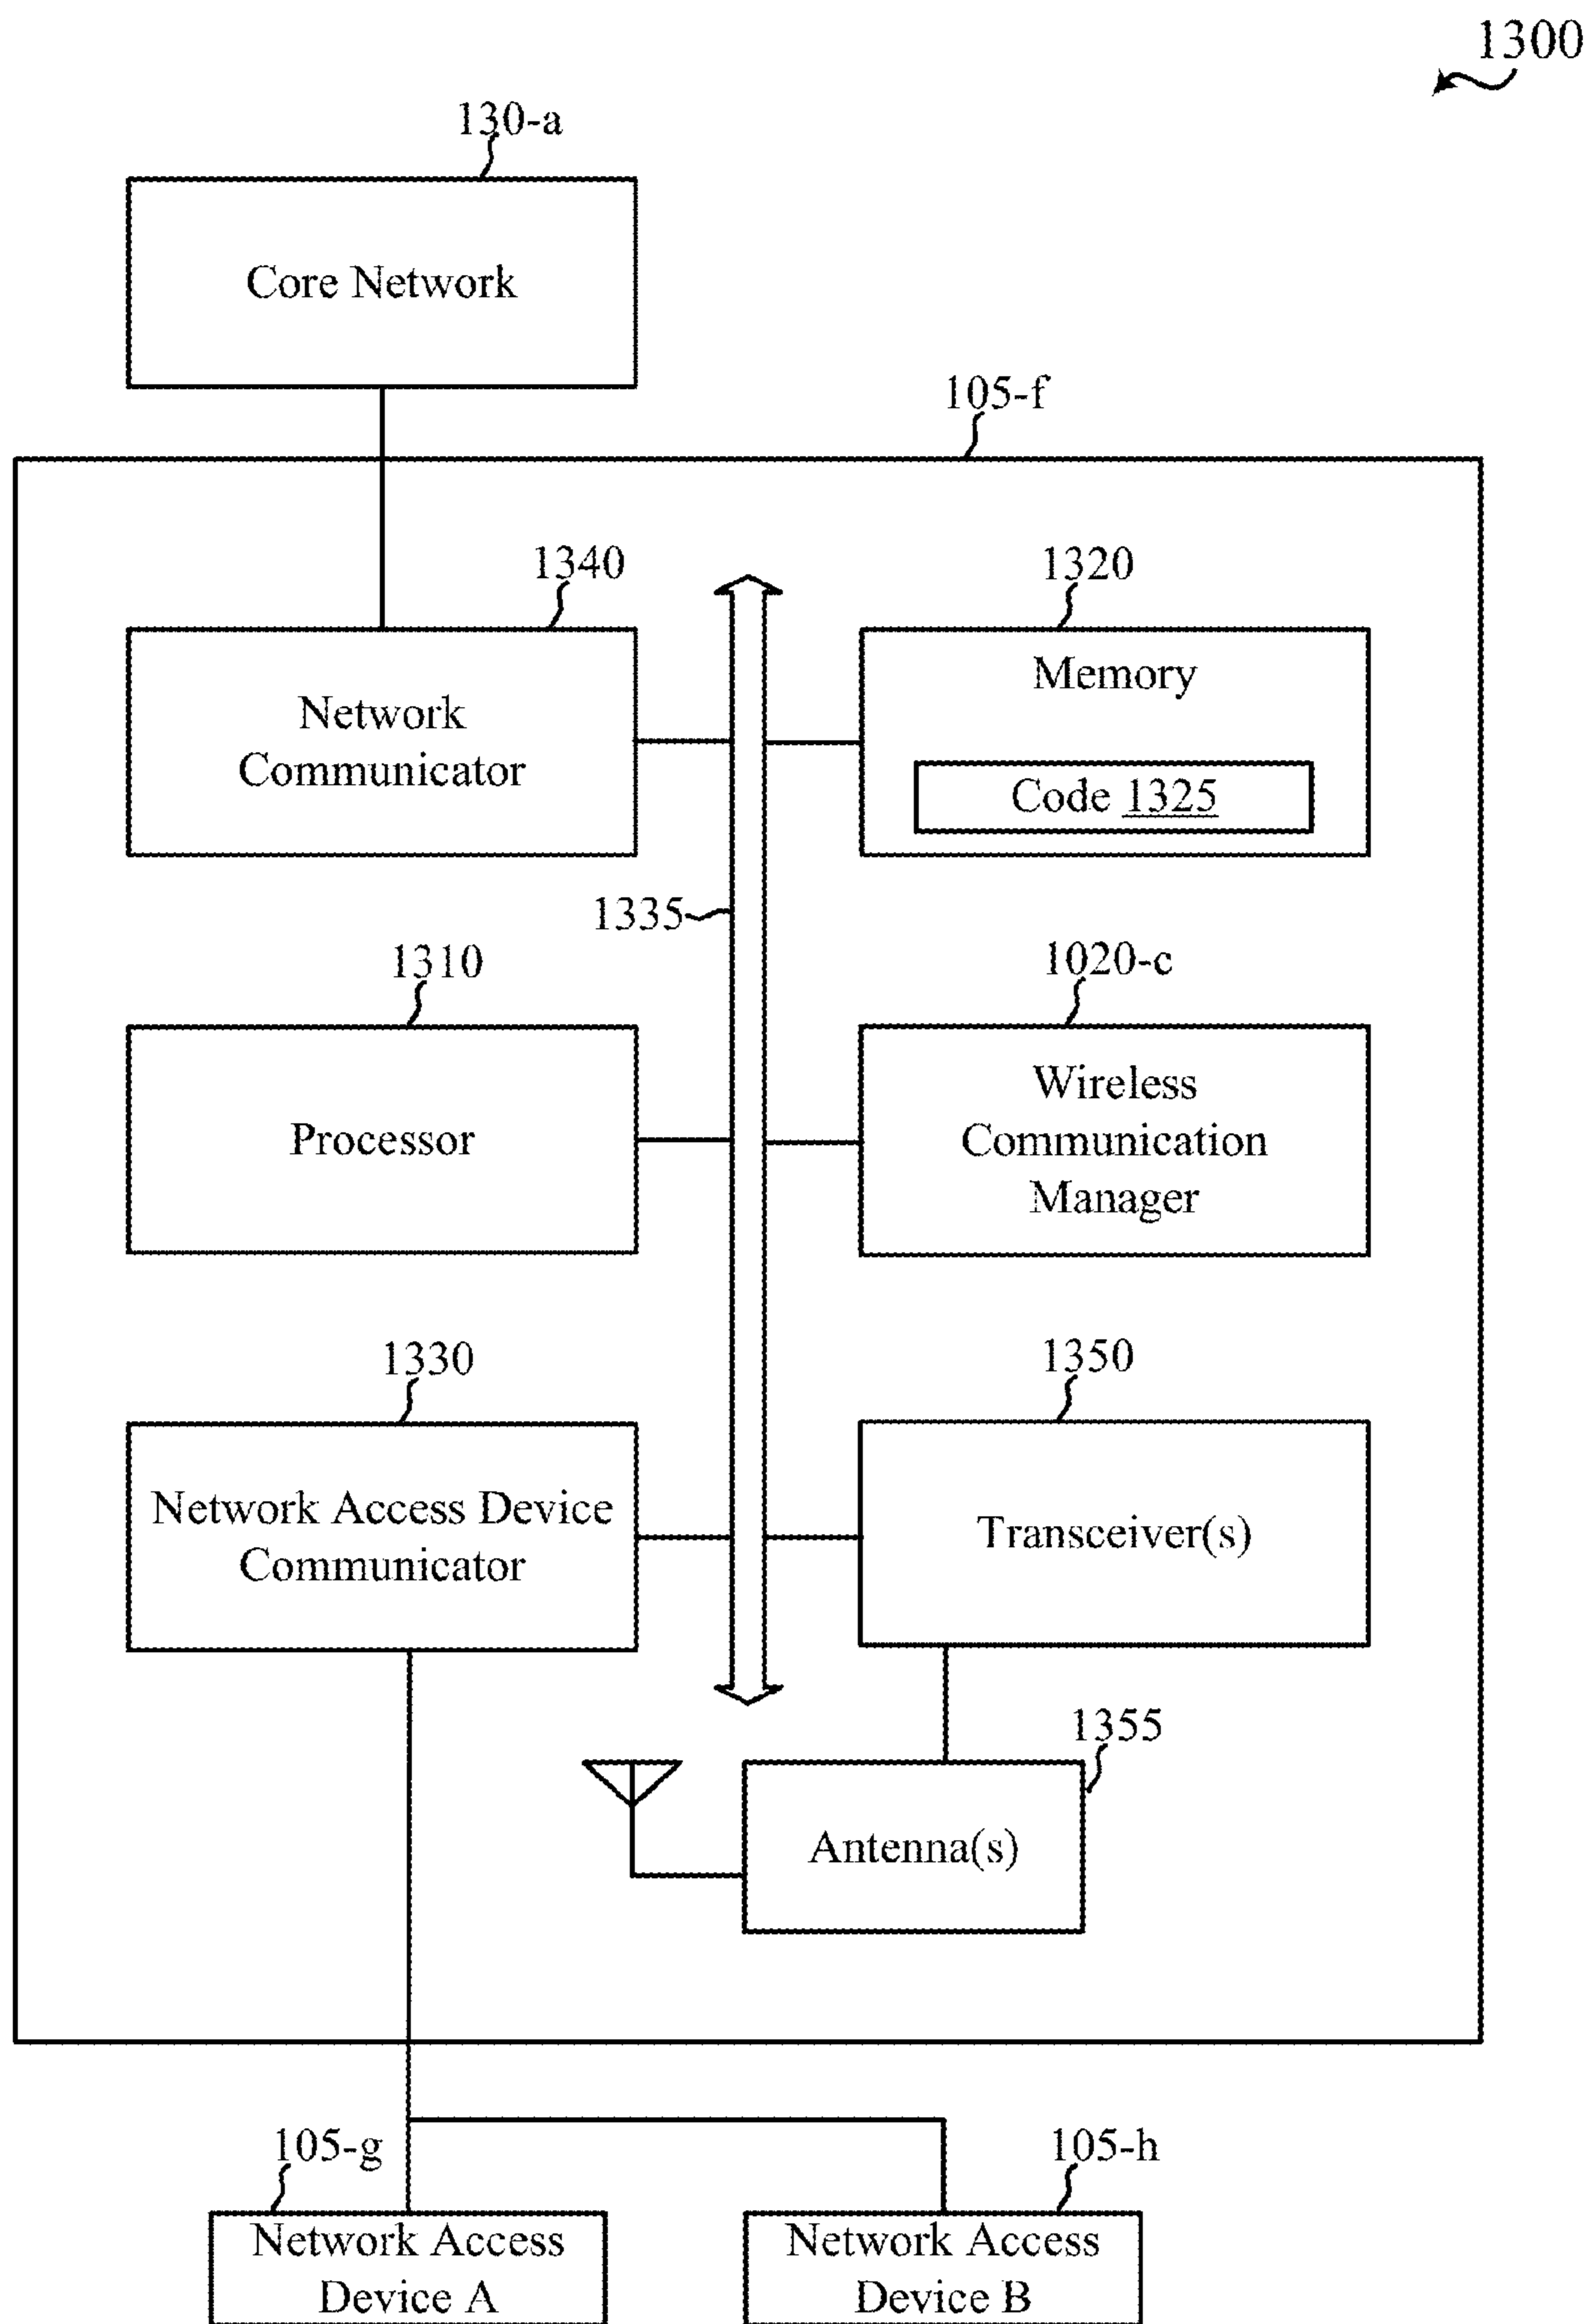 1300
130-a
Core Network
105-f
1340
1320
Network
Communicator
Memory
Code 1325
1335
1310
1020-c
Processor
Wireless
Communication
Manager
1330
1350
Network Access Device
Communicator
Transceiver(s)
1355
Antenna(s)
105-g
105-h
Network Access
Device A
Network Access
Device B